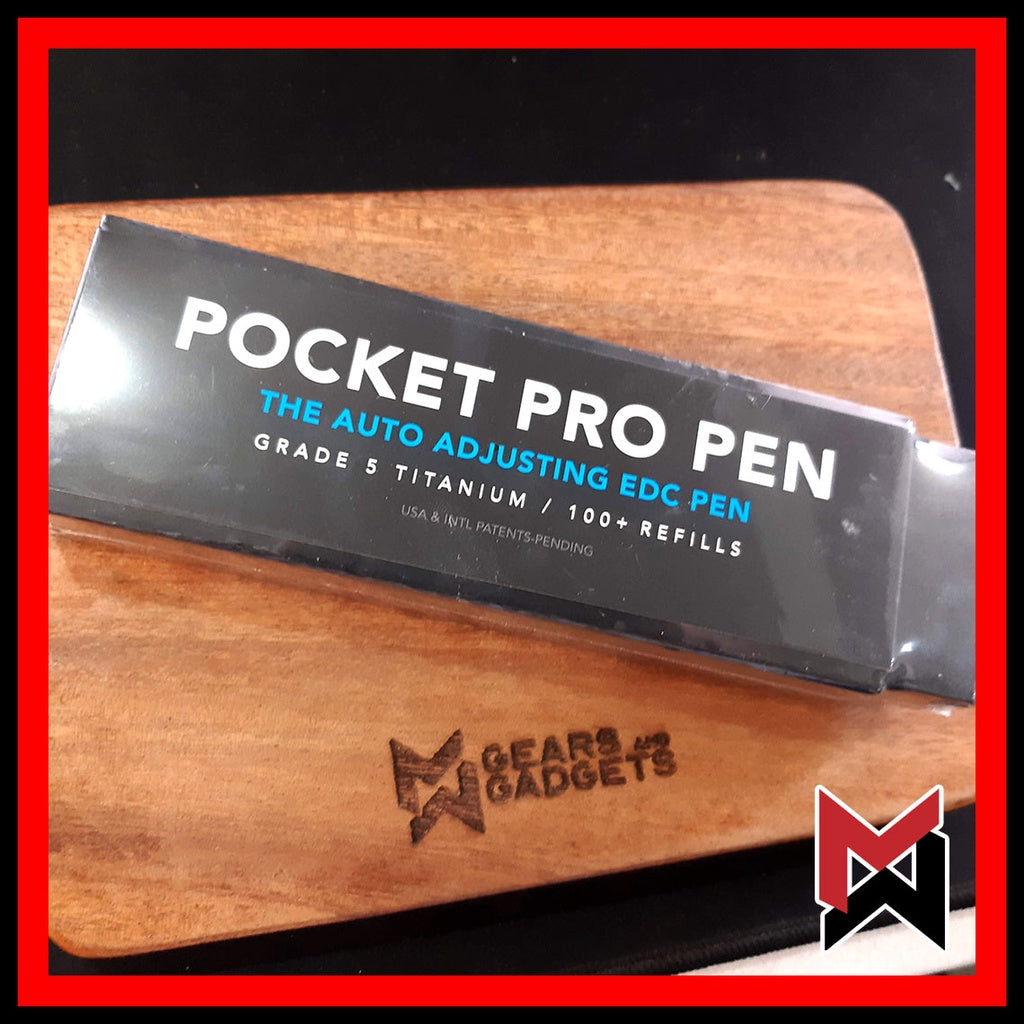 POCKET PRO PEN
THE AUTO ADJUSTING EDC PEN
GRADE 5 TITANIUM / 100+ REFILLS
USA & INTL PATENTS-PENDING
GEARS AND
GADGETS